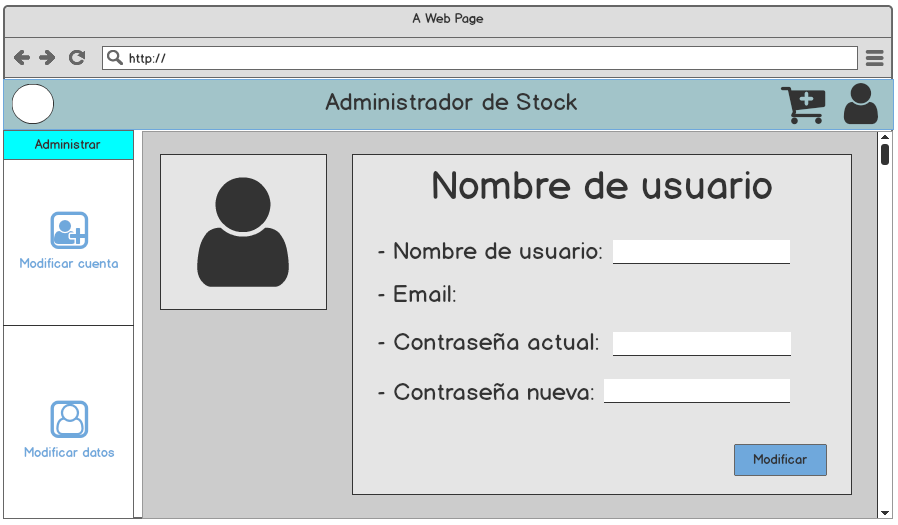 A Web Page
http://
Administrador de Stock
Administrar
Modificar cuenta
Modificar datos
Nombre de usuario
- Nombre de usuario:
- Email:
- Contraseña actual:
- Contraseña nueva:
Modificar